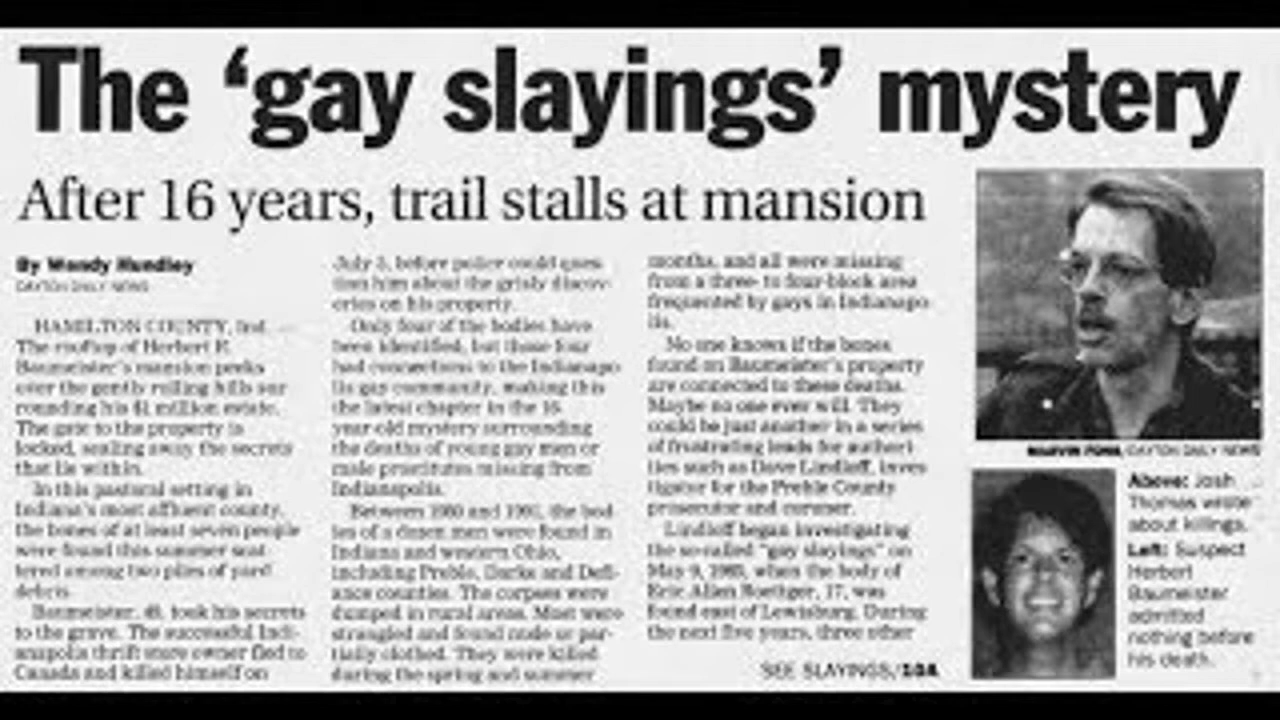 The ‘gay slayings’ mystery
After 16 years, trail stalls at mansion
By Wendy Hundley
DAYTON DAILY NEWS
HAMILTON COUNTY, Ind. —
The rooftop of Herbert R.
Baumeister's mansion peeks
over the gently rolling hills sur
rounding his $1 million estate.
The gate to the property is
locked, sealing away the secrets
that lie within.
In this pastoral setting in
Indiana's most affluent county,
the bones of at least seven people
were found this summer scat-
tered among two piles of yard
debris.
Baumeister, 49, took his secrets
to the grave. The successful Indi-
anapolis thrift store owner fled to
Canada and killed himself on
July 3, before police could ques
tion him about the grisly discov-
eries on his property.
Only four of the bodies have
been identified, but those four
had connections to the Indianapo
lis gay community, making this
the latest chapter in the 16
year-old mystery surrounding
the deaths of young gay men or
male prostitutes missing from
Indianapolis.
Between 1980 and 1991, the bod
ies of a dozen men were found in
Indiana and western Ohio,
including Preble, Darke and Defi-
ance counties. The corpses were
dumped in rural areas. Most were
strangled and found nude or par-
tially clothed. They were killed
during the spring and summer
months, and all were missing
from a three- to four-block area
frequented by gays in Indianapo
lis.
No one knows if the bones
found on Baumeister's property
are connected to these deaths.
Maybe no one ever will. They
could be just another in a series
of frustrating leads for authori-
ties such as Dave Lindloff, inves
tigator for the Preble County
prosecutor and coroner.
Lindloff began investigating
the so-called "gay slayings" on
May 9, when the body of
Eric Allen Roettger, 17, was
found east of Lewisburg. During
the next five years, three other
SEE SLAYINGS/10A
DAYTON DAILY NEWS
Above: Josh
Thomas wrote
about killings.
Left: Suspect
Herbert
Baumeister
admitted
nothing before
his death.